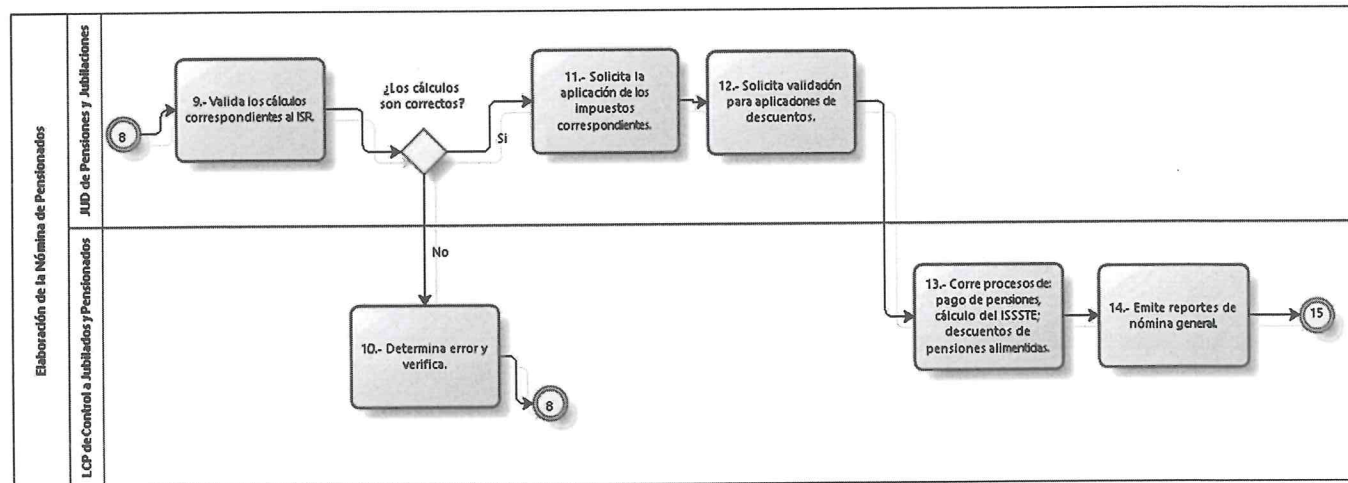 Elaboración de la Nómina de Pensionados
JUD de Pensiones y Jubilaciones
8
9.- Valida los cálculos
correspondientes al ISR.
¿Los cálculos
son correctos?
Si
11.- Solicita la
aplicación de los
impuestos
correspondientes.
12.- Solicita validación
para aplicaciones de
descuentos.
LCP de Control a Jubilados y Pensionados
No
10.- Determina error y
verifica.
8
13.- Corre procesos de:
pago de pensiones,
cálculo del ISSSTE;
descuentos de
pensiones alimenticias.
14.- Emite reportes de
nómina general.
15